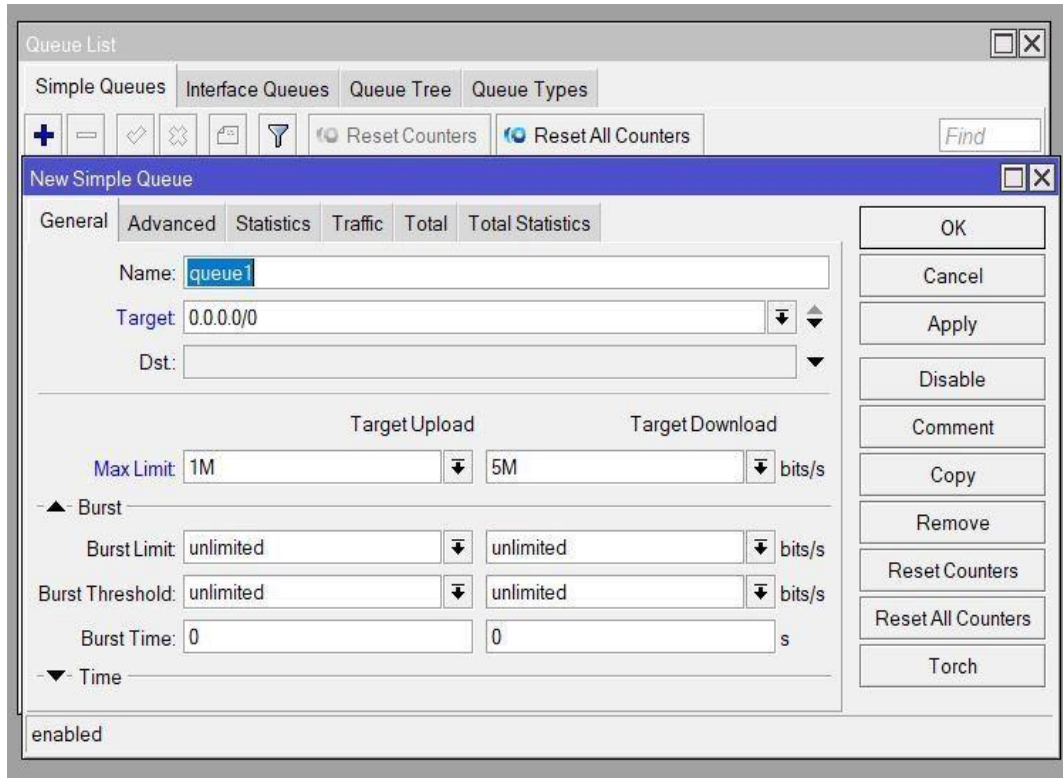 Queue List
Simple Queues Interface Queues Queue Tree Queue Types
Reset Counters Reset All Counters Find
New Simple Queue
General Advanced Statistics Traffic Total Total Statistics
OK
Name: queue1
Cancel
Target: 0.0.0.0/0
Apply
Dst.:
Disable
Target Upload Target Download
Comment
Max Limit: 1M 5M bits/s
Copy
Burst
Remove
Burst Limit: unlimited unlimited bits/s
Reset Counters
Burst Threshold: unlimited unlimited bits/s
Reset All Counters
Burst Time: 0 0 s
Torch
Time
enabled